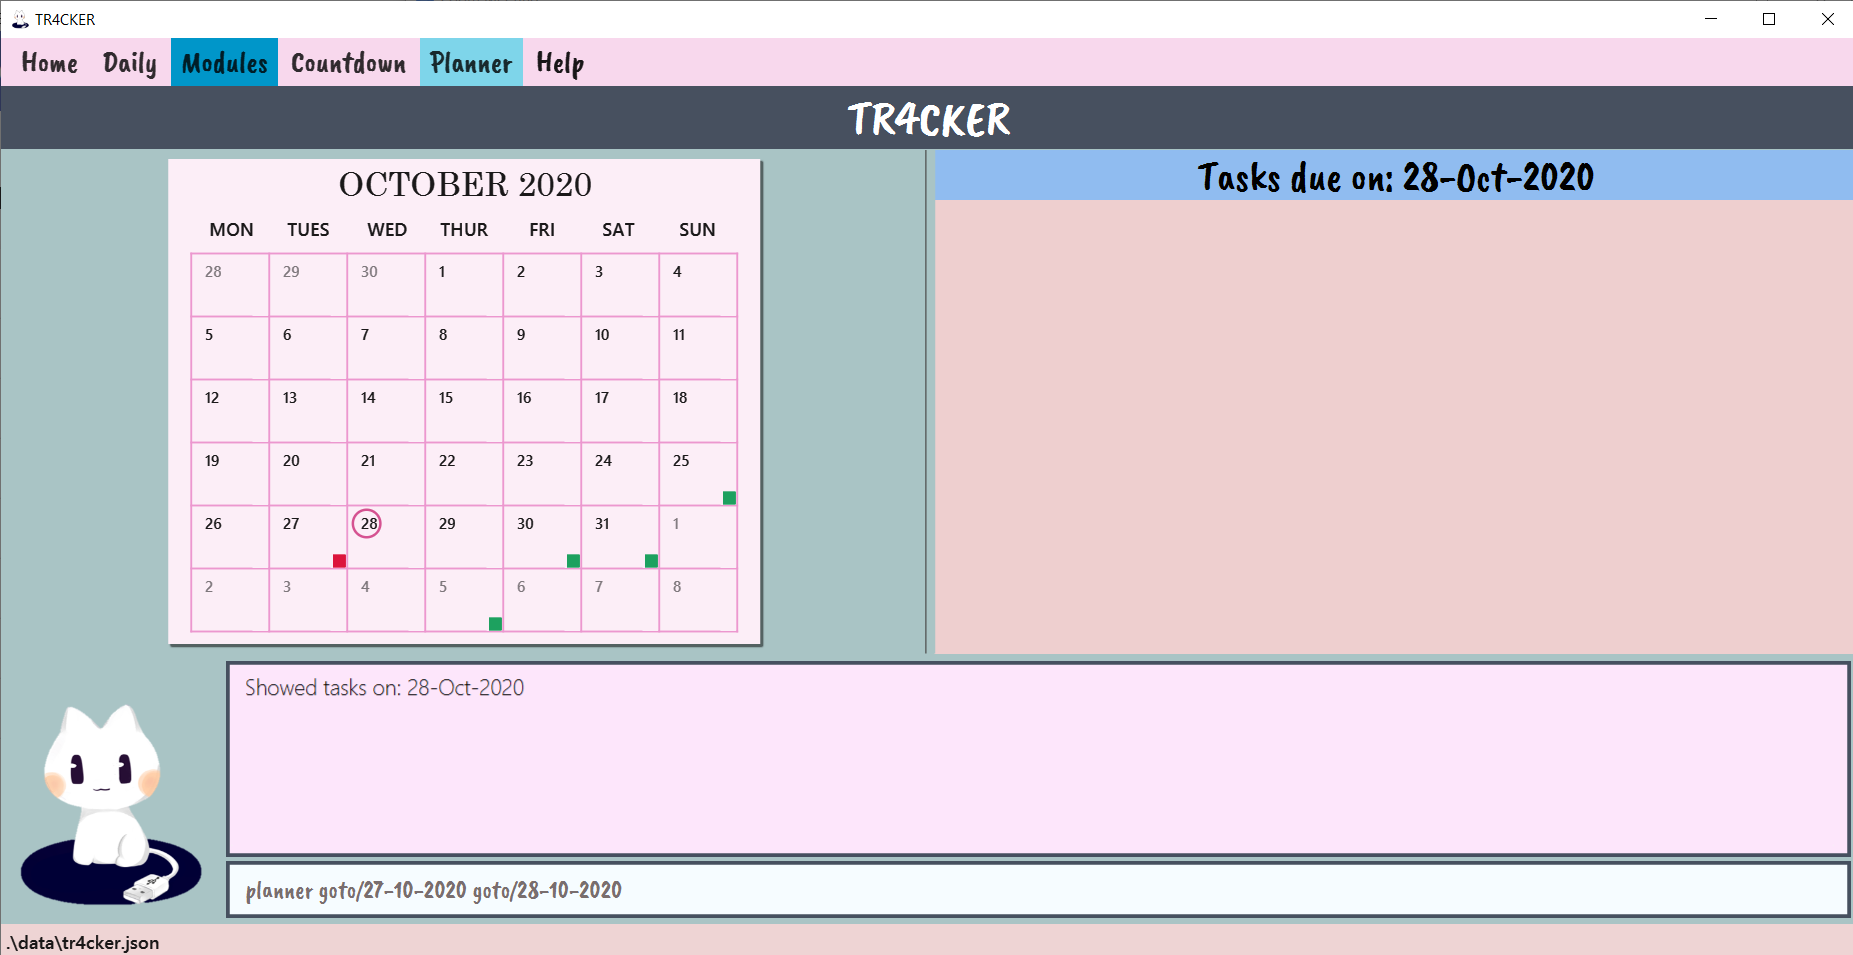 TR4CKER
Home Daily Modules Countdown Planner Help
TR4CKER
OCTOBER 2020
MON TUES WED THUR FRI SAT SUN
28 29 30 1 2 3 4
5 6 7 8 9 10 11
12 13 14 15 16 17 18
19 20 21 22 23 24 25
26 27 28 29 30 31 1
2 3 4 5 6 7 8
Tasks due on: 28-Oct-2020
Showed tasks on: 28-Oct-2020
planner goto/27-10-2020 goto/28-10-2020
.\data\tr4cker.json